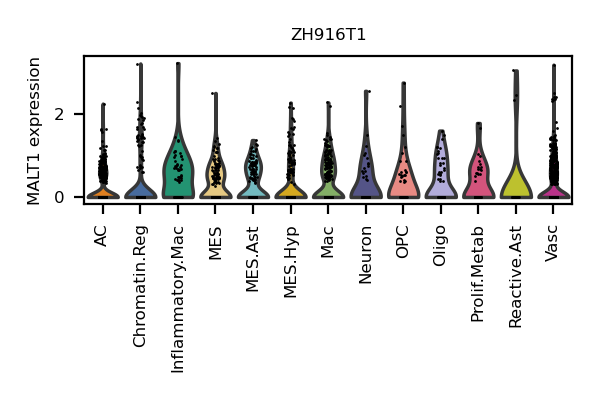 ZH916T1
MALT1 expression
2
0
AC
Chromatin.Reg
Inflammatory.Mac
MES
MES.Ast
MES.Hyp
Mac
Neuron
OPC
Oligo
Prolif.Metab
Reactive.Ast
Vasc